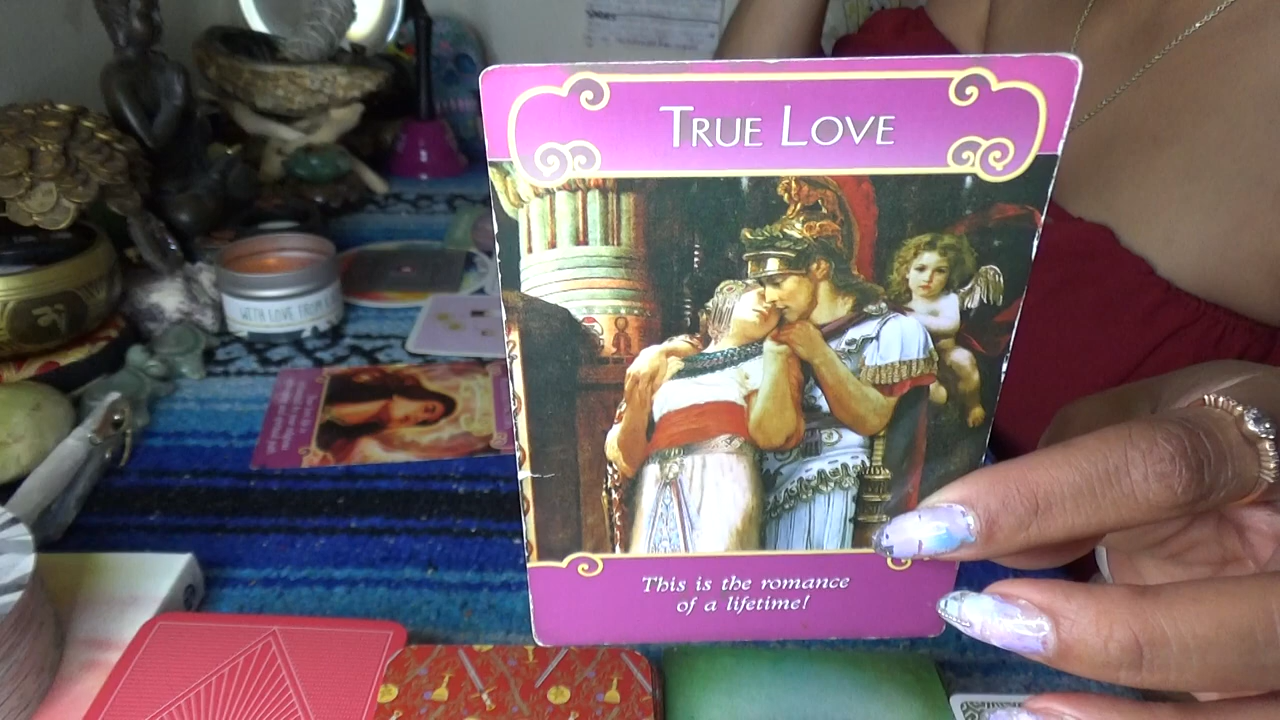 TRUE LOVE
This is the romance
of a lifetime!
WITH LOVE FROM